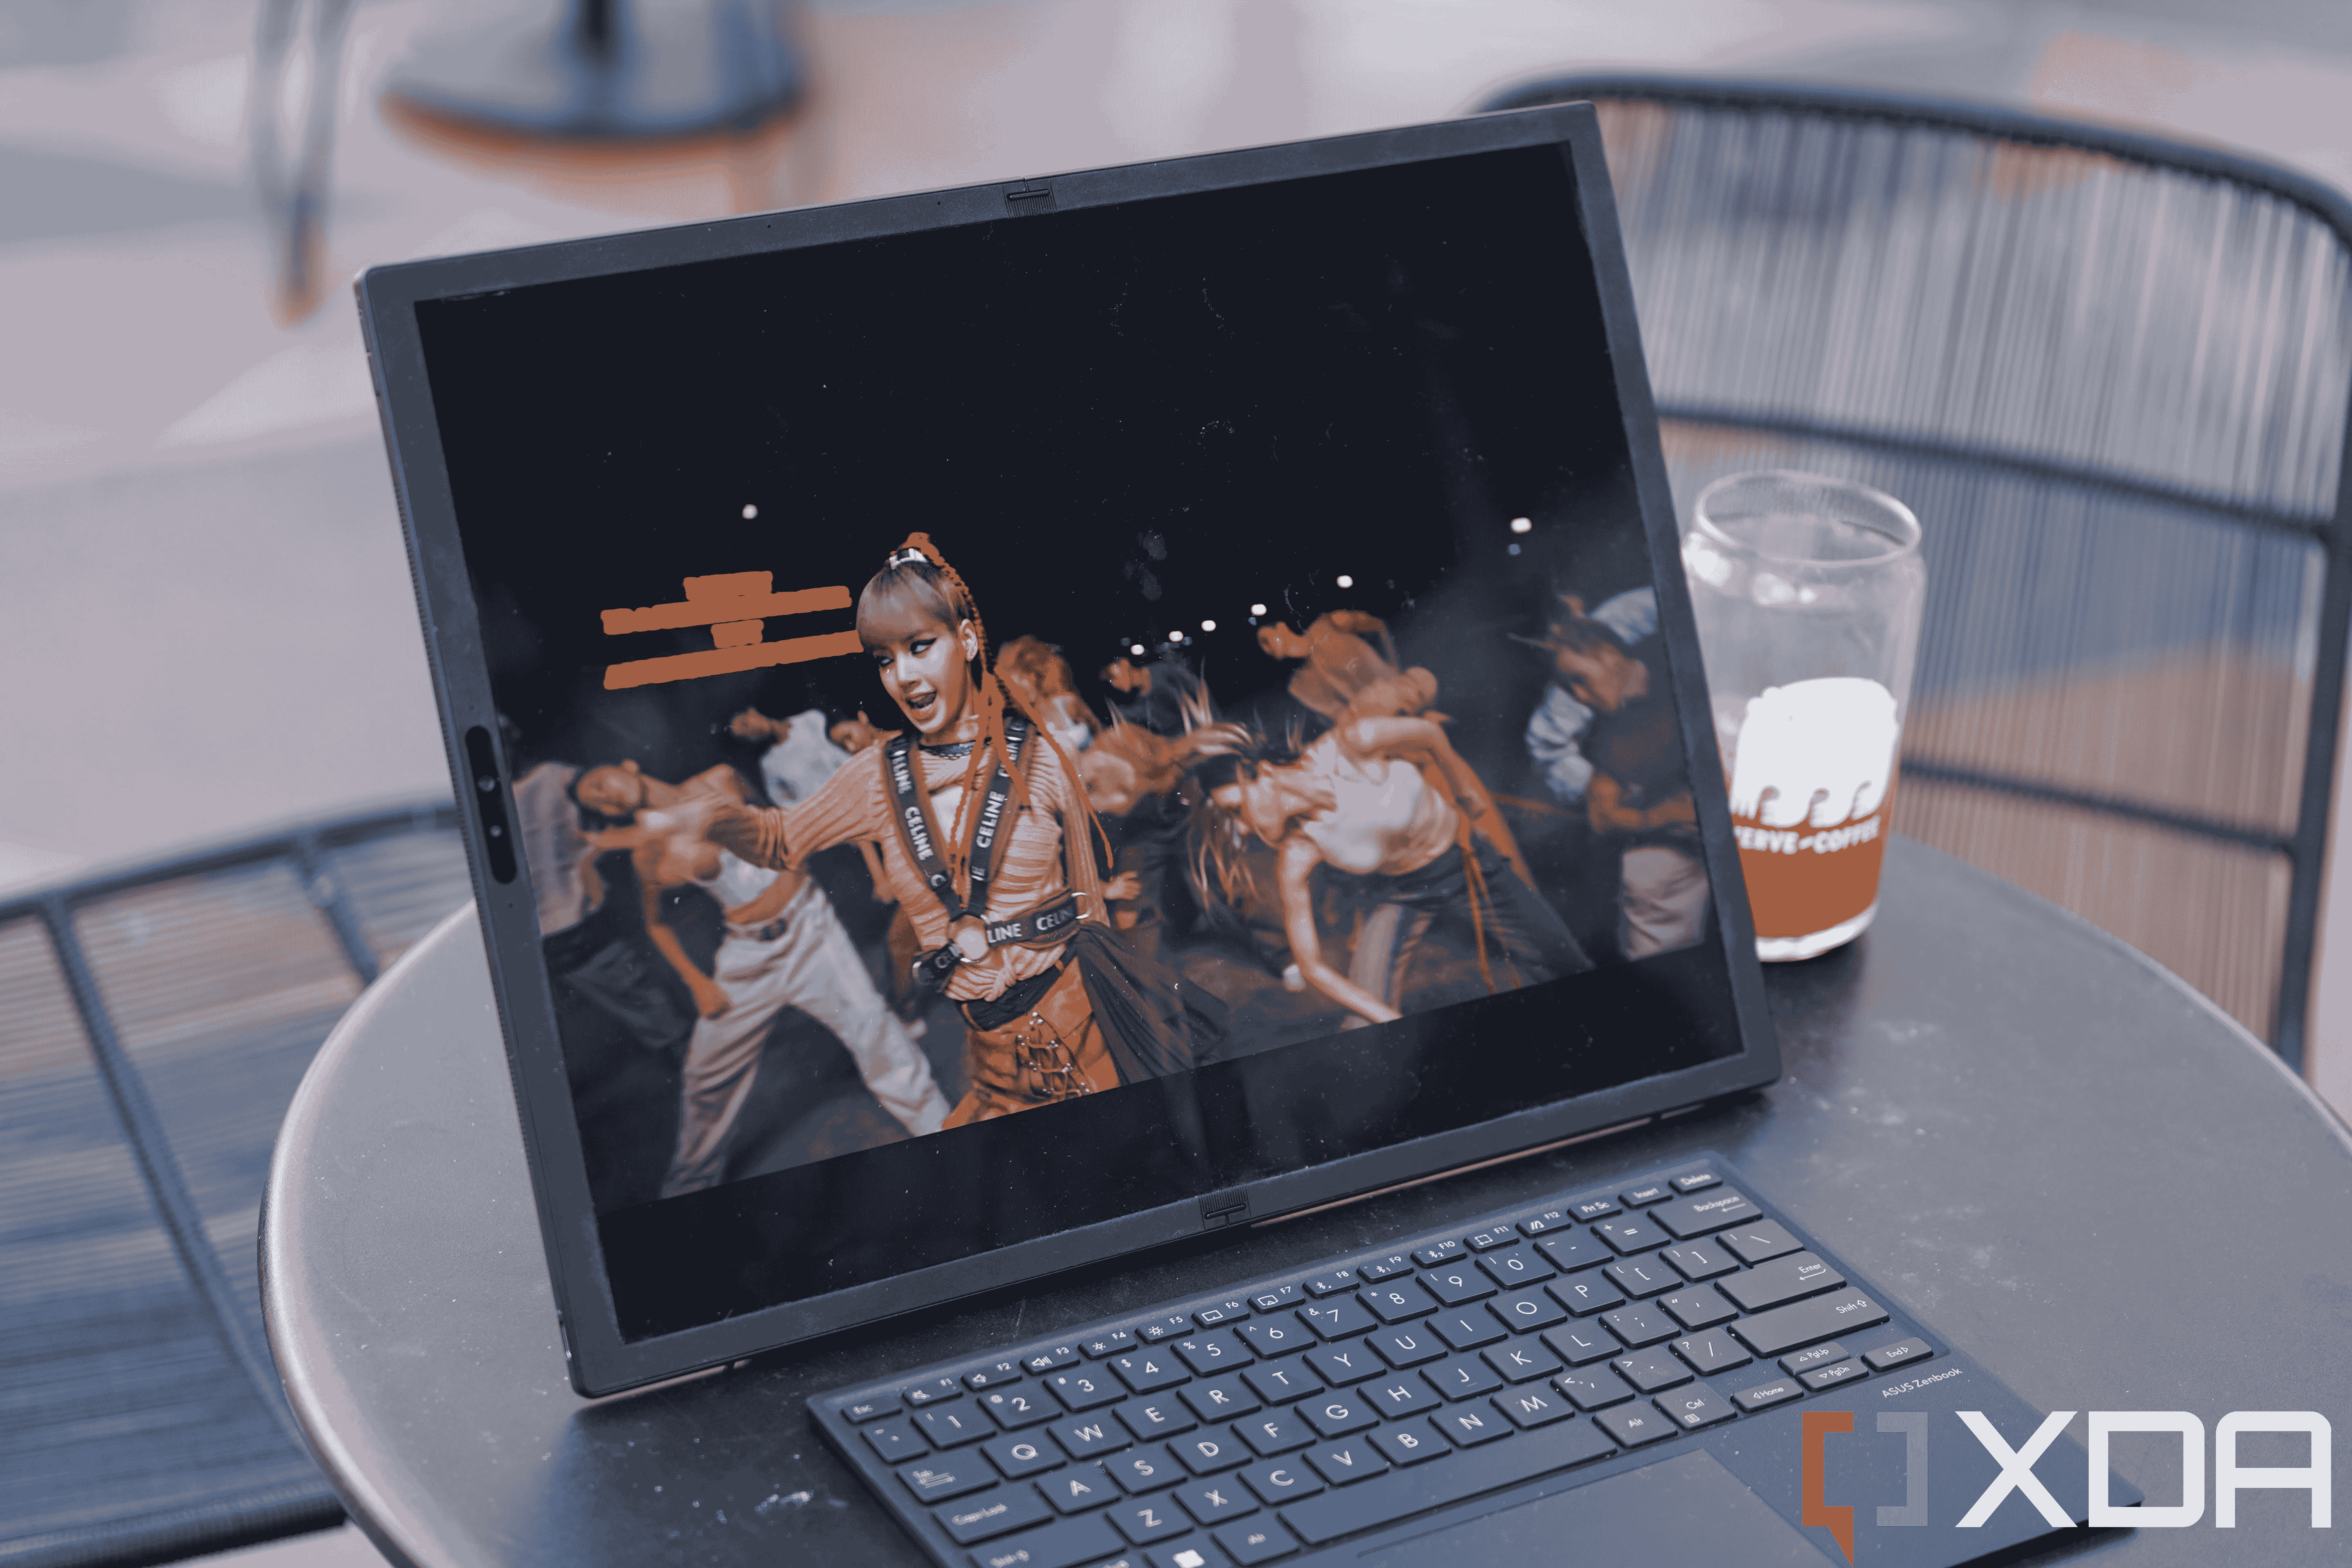 CELINE
CELINE
CELINE
ERVE-COFFEE
Esc F1 F2 F3 F4 F5 F6 F7 F8 F9 F10 F11 F12 Prt Sc Insert Delete
1 2 3 4 5 6 7 8 9 0 - = Backspace
Tab Q W E R T Y U I O P [ ] \
Caps Lock A S D F G H J K L ; ' Enter
Shift Z X C V B N M , . / Shift
Alt Alt Ctrl Home PgUp PgDn End
ASUS Zenbook
XDA